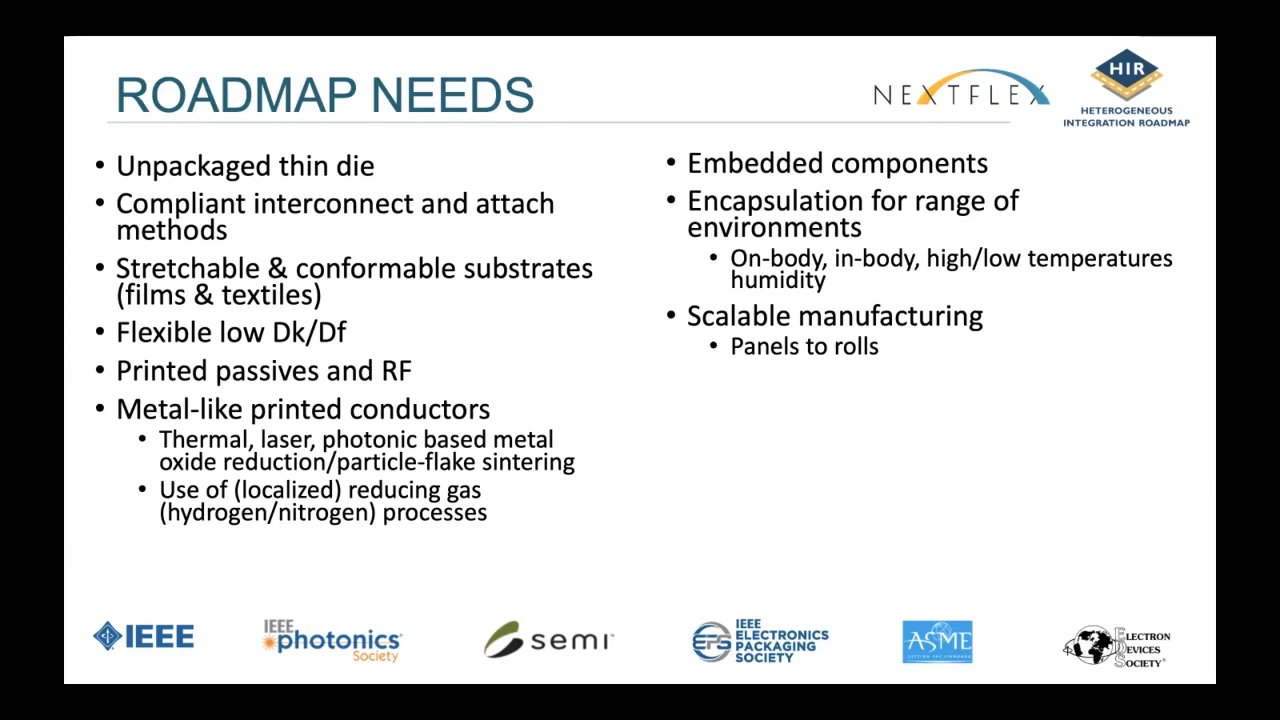 ROADMAP NEEDS
NEXTFLEX
HIR
HETEROGENEOUS
INTEGRATION ROADMAP
• Unpackaged thin die
• Compliant interconnect and attach
methods
• Stretchable & conformable substrates
(films & textiles)
• Flexible low Dk/Df
• Printed passives and RF
• Metal-like printed conductors
• Thermal, laser, photonic based metal
oxide reduction/particle-flake sintering
• Use of (localized) reducing gas
(hydrogen/nitrogen) processes
• Embedded components
• Encapsulation for range of
environments
• On-body, in-body, high/low temperatures
humidity
• Scalable manufacturing
• Panels to rolls
IEEE
IEEE
photonics
Society
semi
EPS
IEEE
ELECTRONICS
PACKAGING
SOCIETY
ASME
ELECTRON
DEVICES
SOCIETY®